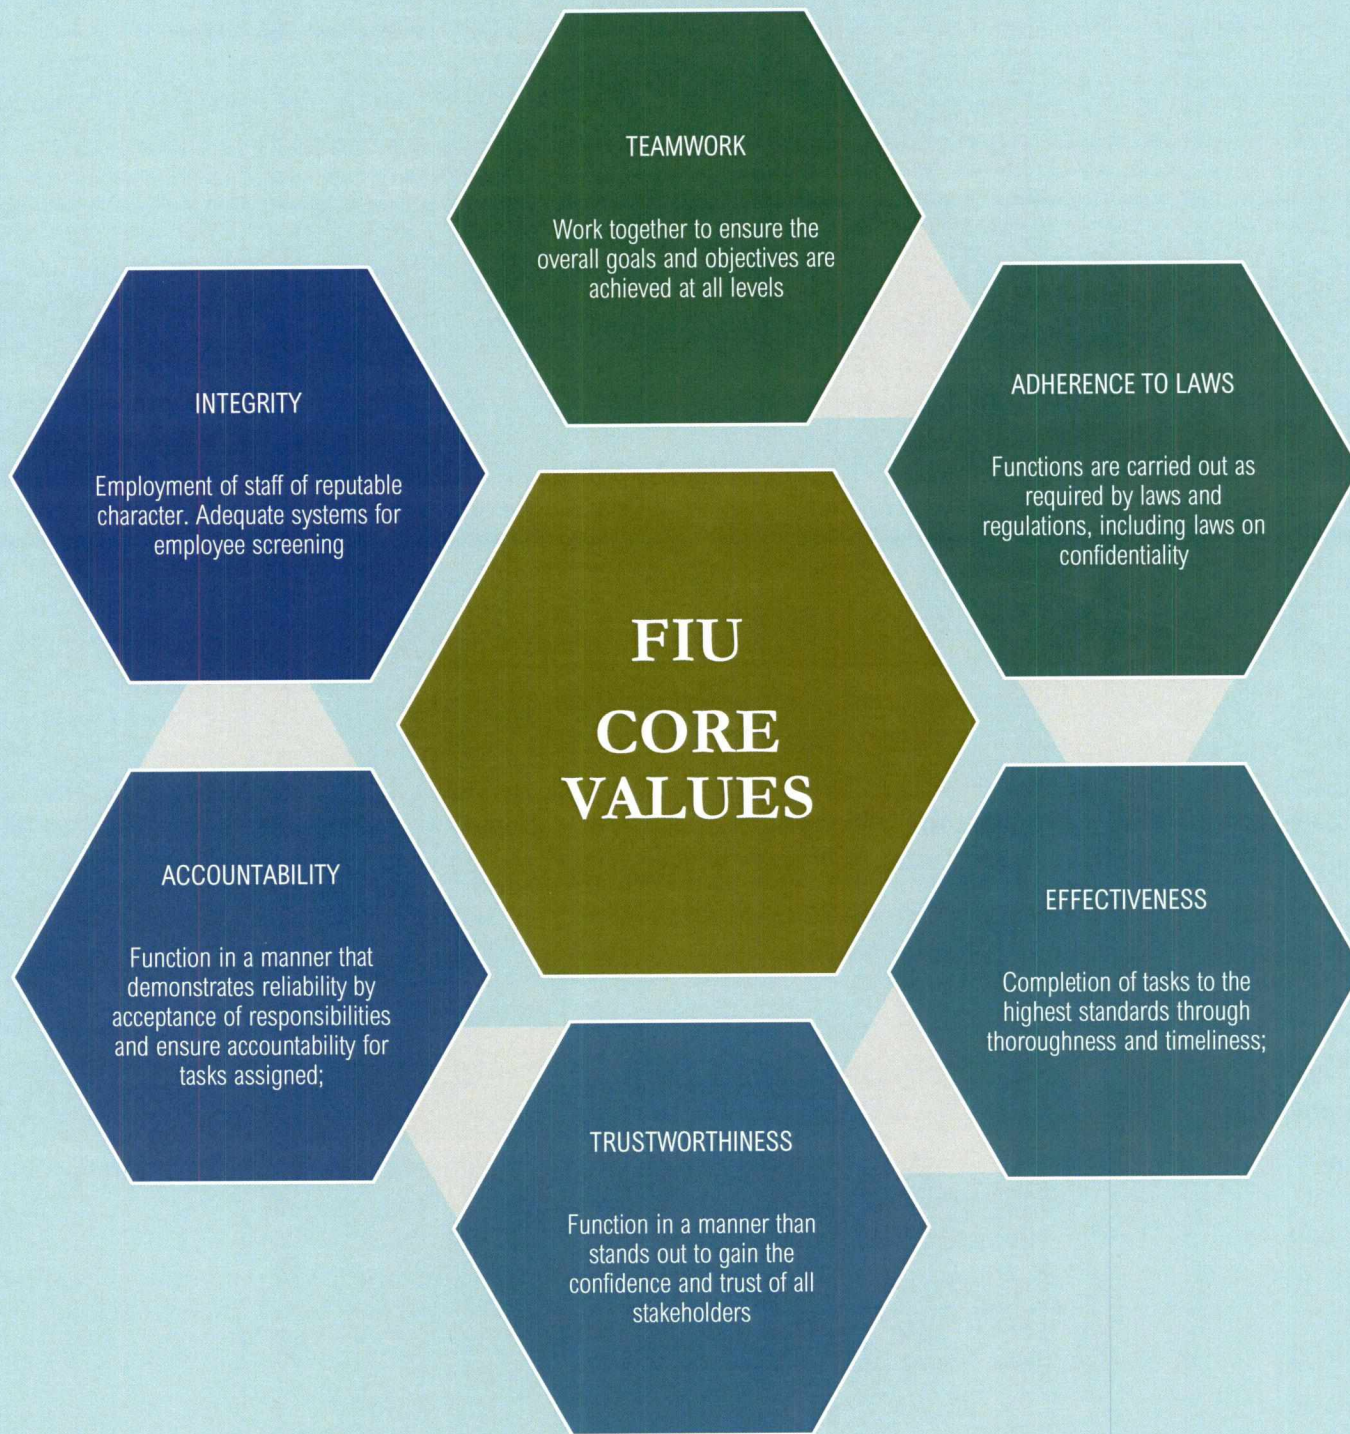 TEAMWORK
Work together to ensure the
overall goals and objectives are
achieved at all levels
ADHERENCE TO LAWS
Functions are carried out as
required by laws and
regulations, including laws on
confidentiality
EFFECTIVENESS
Completion of tasks to the
highest standards through
thoroughness and timeliness;
TRUSTWORTHINESS
Function in a manner than
stands out to gain the
confidence and trust of all
stakeholders
ACCOUNTABILITY
Function in a manner that
demonstrates reliability by
acceptance of responsibilities
and ensure accountability for
tasks assigned;
INTEGRITY
Employment of staff of reputable
character. Adequate systems for
employee screening
FIU
CORE
VALUES